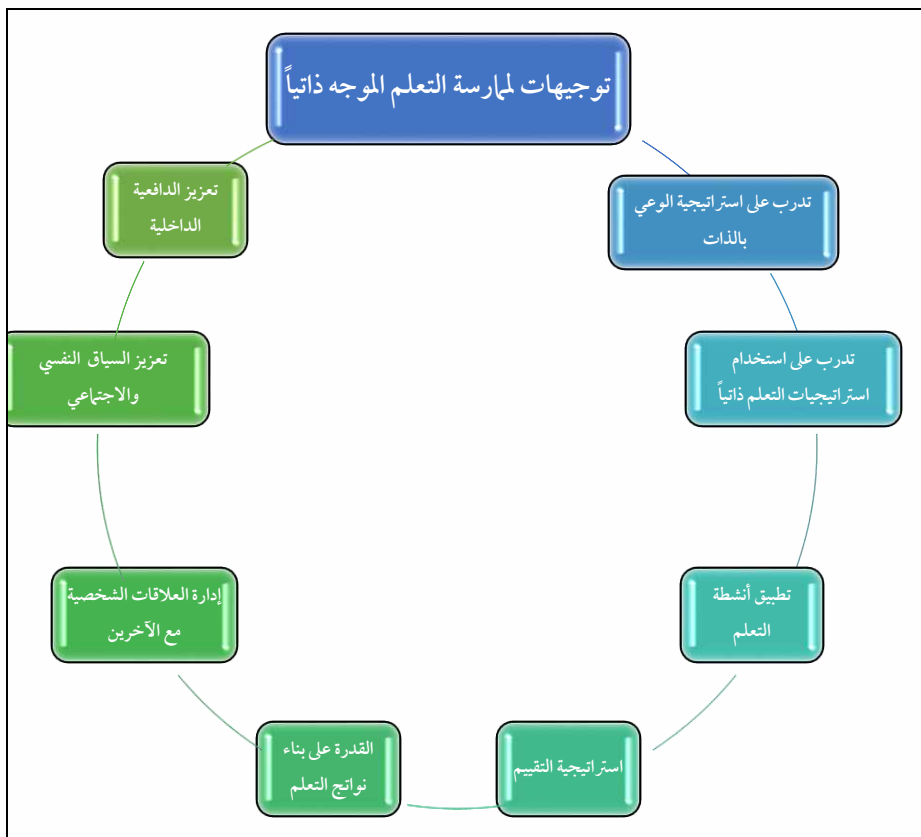 توجيهات لممارسة التعلم الموجه ذاتياً
تدرب على استراتيجية الوعي
بالذات
تدرب على استخدام
استراتيجيات التعلم ذاتياً
تطبيق أنشطة
التعلم
استراتيجية التقييم
القدرة على بناء
نواتج التعلم
إدارة العلاقات الشخصية
مع الآخرين
تعزيز السياق النفسي
والاجتماعي
تعزيز الدافعية
الداخلية